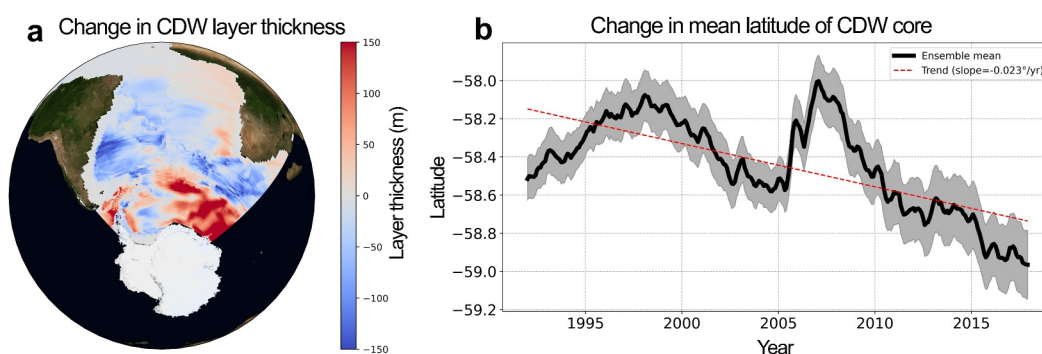 a Change in CDW layer thickness
150
100
50
0
−50
−100
−150
Layer thickness (m)
b Change in mean latitude of CDW core
Ensemble mean
Trend (slope=-0.023°/yr)
−58.0
−58.2
−58.4
−58.6
−58.8
−59.0
−59.2
Latitude
1995 2000 2005 2010 2015
Year